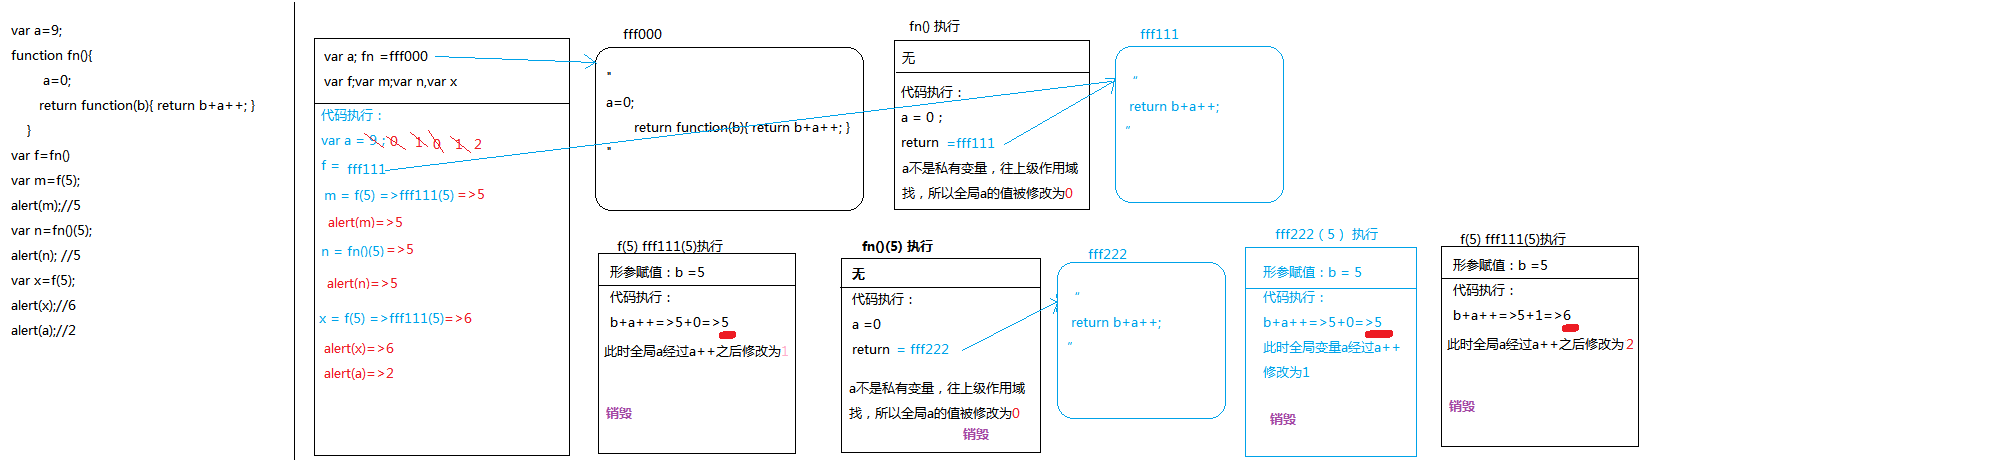 var a=9;
function fn(){
a=0;
return function(b){ return b+a++; }
}
var f=fn()
var m=f(5);
alert(m);//5
var n=fn()(5);
alert(n); //5
var x=f(5);
alert(x);//6
alert(a);//2
var a; fn =fff000
var f;var m;var n,var x
代码执行：
var a = 9 ; 0 1 0 1 2
f = fff111
m = f(5) =>fff111(5) =>5
alert(m)=>5
n = fn()(5) =>5
alert(n)=>5
x = f(5) =>fff111(5)=>6
alert(x)=>6
alert(a)=>2
fff000
"
a=0;
return function(b){ return b+a++; }
"
fn() 执行
无
代码执行：
a = 0 ;
return =fff111
a不是私有变量，往上级作用域
找，所以全局a的值被修改为0
fff111
"
return b+a++;
"
f(5) fff111(5)执行
形参赋值：b =5
代码执行：
b+a++=>5+0=>5
此时全局a经过a++之后修改为1
销毁
fn()(5) 执行
无
代码执行：
a =0
return = fff222
a不是私有变量，往上级作用域
找，所以全局a的值被修改为0
销毁
fff222
"
return b+a++;
"
fff222（5） 执行
形参赋值：b = 5
代码执行：
b+a++=>5+0=>5
此时全局变量a经过a++
修改为1
销毁
f(5) fff111(5)执行
形参赋值：b =5
代码执行：
b+a++=>5+1=>6
此时全局a经过a++之后修改为2
销毁